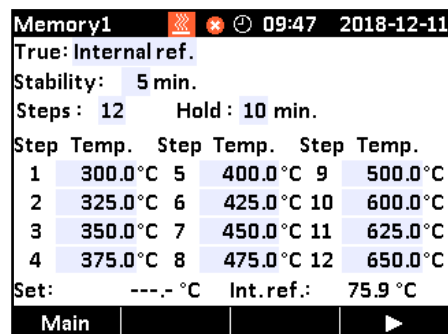 Memory1 09:47 2018-12-11
True: Internal ref.
Stability: 5 min.
Steps: 12 Hold: 10 min.
Step Temp. Step Temp. Step Temp.
1 300.0°C 5 400.0°C 9 500.0°C
2 325.0°C 6 425.0°C 10 600.0°C
3 350.0°C 7 450.0°C 11 625.0°C
4 375.0°C 8 475.0°C 12 650.0°C
Set: ---.- °C Int.ref.: 75.9 °C
Main